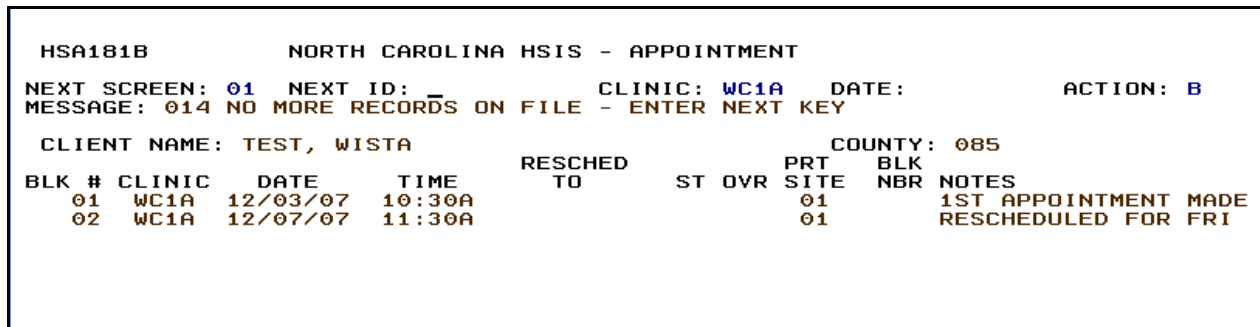 HSA181B NORTH CAROLINA HSIS - APPOINTMENT
NEXT SCREEN: 01 NEXT ID: _ CLINIC: WC1A DATE: ACTION: B
MESSAGE: 014 NO MORE RECORDS ON FILE - ENTER NEXT KEY
CLIENT NAME: TEST, WISTA COUNTY: 085
RESCHED PRT BLK
BLK # CLINIC DATE TIME TO ST OVR SITE NBR NOTES
01 WC1A 12/03/07 10:30A 01 1ST APPOINTMENT MADE
02 WC1A 12/07/07 11:30A 01 RESCHEDULED FOR FRI